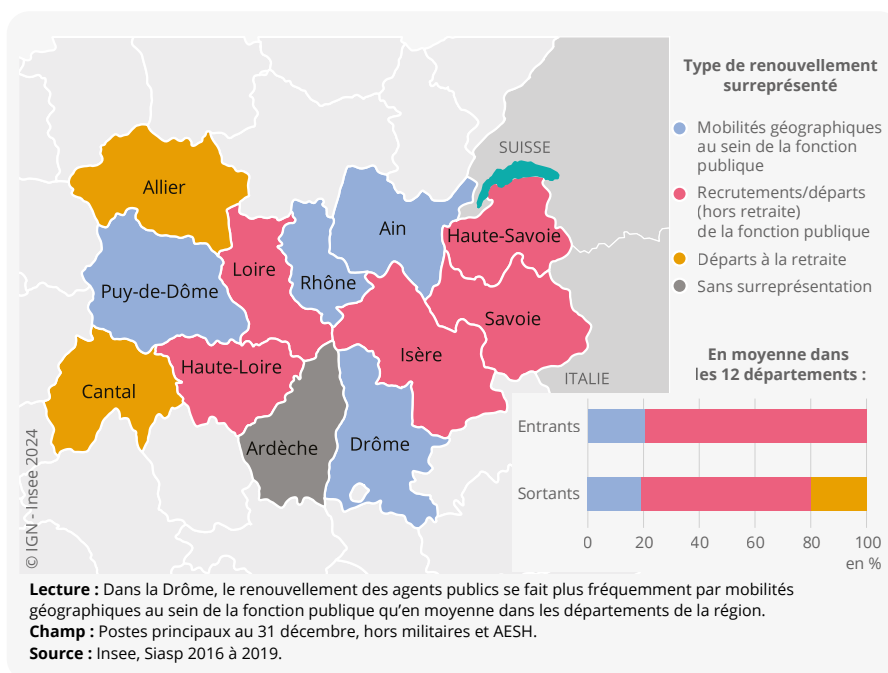 Type de renouvellement
surreprésenté
Mobilités géographiques
au sein de la fonction
publique
Recrutements/départs
(hors retraite)
de la fonction publique
Départs à la retraite
Sans surreprésentation
SUISSE
Allier
Ain
Haute-Savoie
Loire
Rhône
Puy-de-Dôme
Savoie
Isère
Haute-Loire
ITALIE
Cantal
Ardèche
Drôme
© IGN - Insee 2024
En moyenne dans
les 12 départements :
Entrants
Sortants
0 20 40 60 80 100
en %
Lecture : Dans la Drôme, le renouvellement des agents publics se fait plus fréquemment par mobilités
géographiques au sein de la fonction publique qu’en moyenne dans les départements de la région.
Champ : Postes principaux au 31 décembre, hors militaires et AESH.
Source : Insee, Siasp 2016 à 2019.